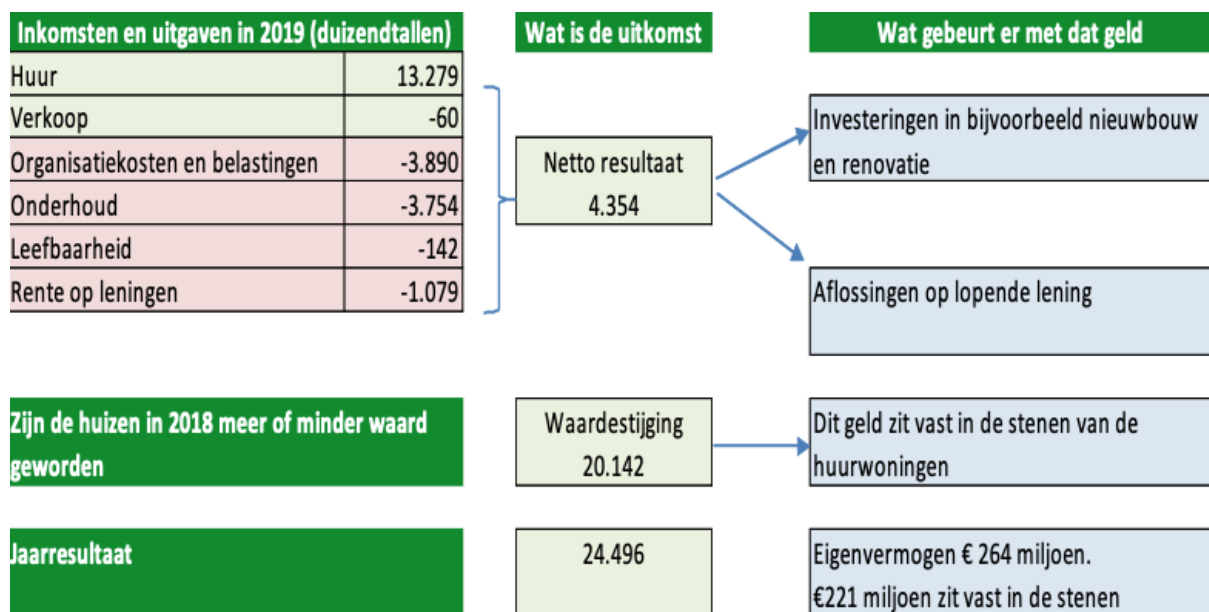 Inkomsten en uitgaven in 2019 (duizendtallen)
Huur 13.279
Verkoop -60
Organisatiekosten en belastingen -3.890
Onderhoud -3.754
Leefbaarheid -142
Rente op leningen -1.079
Wat is de uitkomst
Netto resultaat
4.354
Wat gebeurt er met dat geld
Investeringen in bijvoorbeeld nieuwbouw
en renovatie
Aflossingen op lopende lening
Zijn de huizen in 2018 meer of minder waard
geworden
Waardestijging
20.142
Dit geld zit vast in de stenen van de
huurwoningen
Jaarresultaat
24.496
Eigenvermogen € 264 miljoen.
€221 miljoen zit vast in de stenen